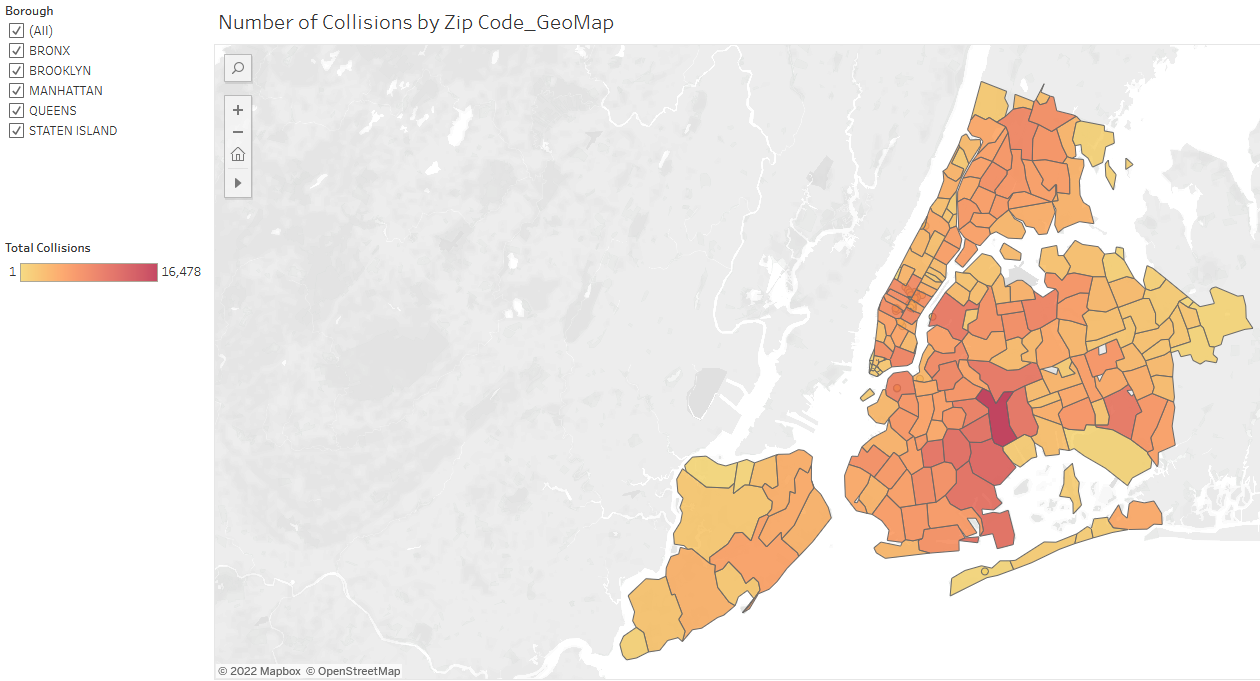 Borough
(All)
BRONX
BROOKLYN
MANHATTAN
QUEENS
STATEN ISLAND
Total Collisions
1 16,478
Number of Collisions by Zip Code_GeoMap
© 2022 Mapbox © OpenStreetMap